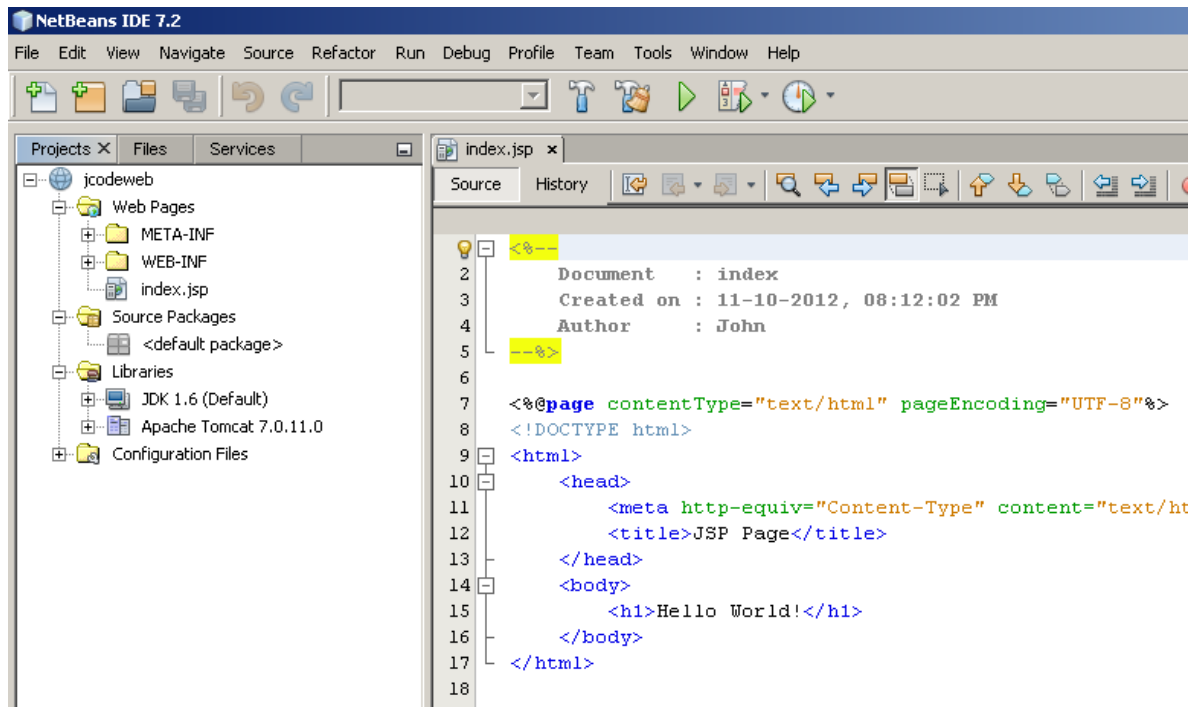 NetBeans IDE 7.2
File Edit View Navigate Source Refactor Run Debug Profile Team Tools Window Help
Projects Files Services
jcodeweb
Web Pages
META-INF
WEB-INF
index.jsp
Source Packages
<default package>
Libraries
JDK 1.6 (Default)
Apache Tomcat 7.0.11.0
Configuration Files
index.jsp
Source History
<%--
2 Document : index
3 Created on : 11-10-2012, 08:12:02 PM
4 Author : John
5 --%>
6
7 <%@page contentType="text/html" pageEncoding="UTF-8"%>
8 <!DOCTYPE html>
9 <html>
10 <head>
11 <meta http-equiv="Content-Type" content="text/ht
12 <title>JSP Page</title>
13 </head>
14 <body>
15 <h1>Hello World!</h1>
16 </body>
17 </html>
18